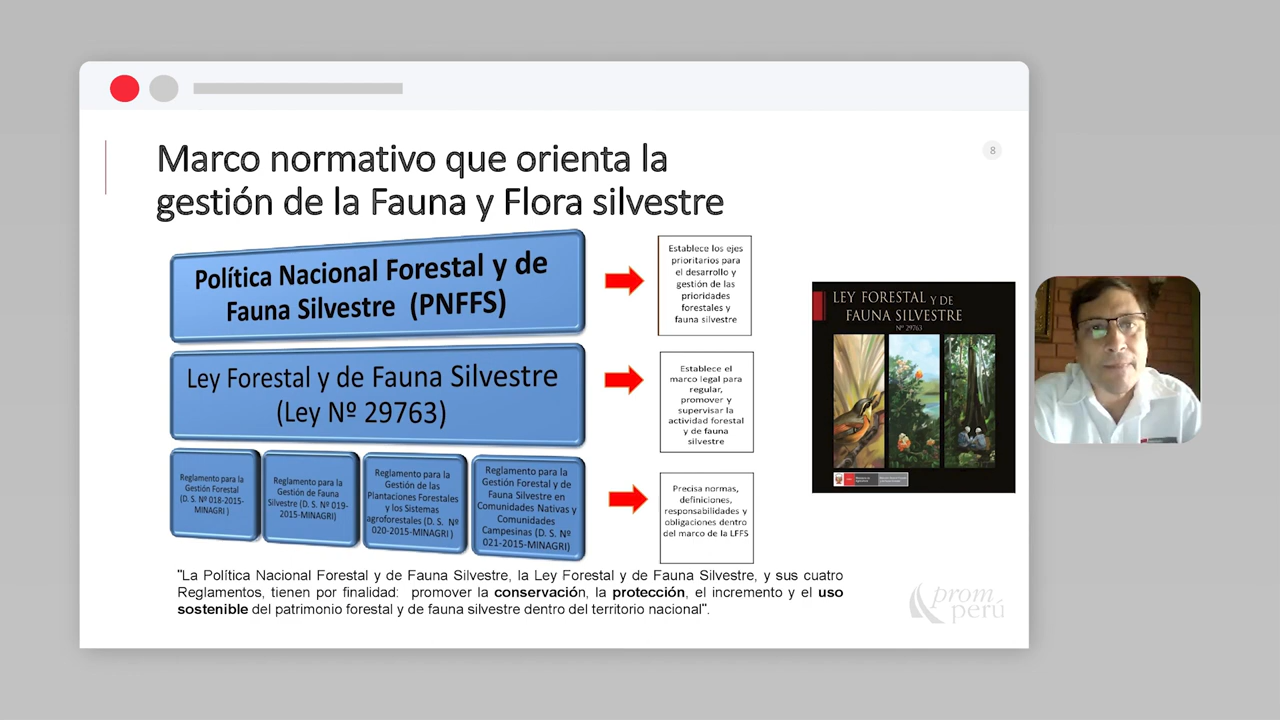 Marco normativo que orienta la
gestión de la Fauna y Flora silvestre
8
Política Nacional Forestal y de
Fauna Silvestre (PNFFS)
Establece los ejes
prioritarios para
el desarrollo y
gestión de las
prioridades
forestales y
fauna silvestre
Ley Forestal y de Fauna Silvestre
(Ley Nº 29763)
Establece el
marco legal para
regular,
promover y
supervisar la
actividad forestal
y de fauna
silvestre
Reglamento para la
Gestión Forestal
(D. S. Nº 018-2015-
MINAGRI )
Reglamento para la
Gestión de Fauna
Silvestre (D. S. Nº 019-
2015-MINAGRI)
Reglamento para la
Gestión de las
Plantaciones Forestales
y los Sistemas
agroforestales (D. S. Nº
020-2015-MINAGRI )
Reglamento para la
Gestión Forestal y de
Fauna Silvestre en
Comunidades Nativas y
Comunidades
Campesinas (D. S. Nº
021-2015-MINAGRI)
Precisa normas,
definiciones,
responsabilidades y
obligaciones dentro
del marco de la LFFS
LEY FORESTAL Y DE
FAUNA SILVESTRE
Nº 29763
"La Política Nacional Forestal y de Fauna Silvestre, la Ley Forestal y de Fauna Silvestre, y sus cuatro
Reglamentos, tienen por finalidad: promover la conservación, la protección, el incremento y el uso
sostenible del patrimonio forestal y de fauna silvestre dentro del territorio nacional".
prom
perú